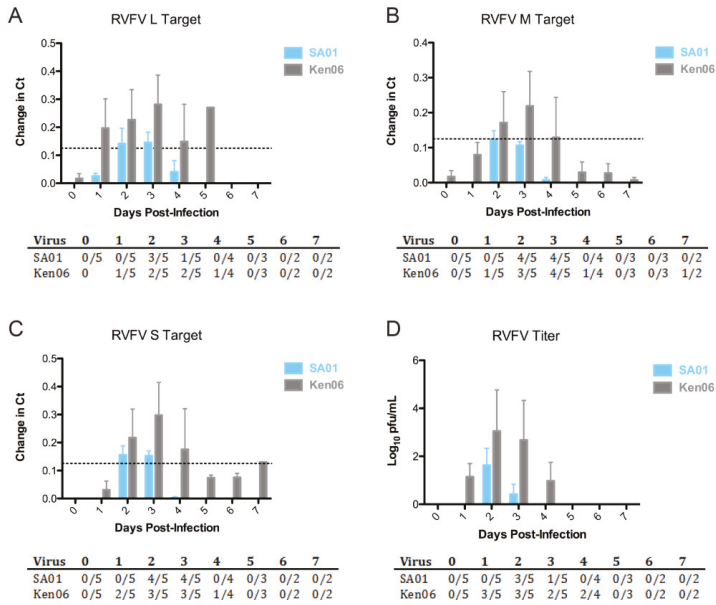 A
RVFV L Target
SA01
Ken06
Change in Ct
0.5
0.4
0.3
0.2
0.1
0.0
0 1 2 3 4 5 6 7
Days Post-Infection
Virus 0 1 2 3 4 5 6 7
SA01 0/5 0/5 3/5 1/5 0/4 0/3 0/2 0/2
Ken06 0 1/5 2/5 2/5 1/4 0/3 0/2 0/2
B
RVFV M Target
SA01
Ken06
Change in Ct
0.4
0.3
0.2
0.1
0.0
0 1 2 3 4 5 6 7
Days Post-Infection
Virus 0 1 2 3 4 5 6 7
SA01 0/5 0/5 4/5 4/5 0/4 0/3 0/3 0/2
Ken06 0/5 1/5 3/5 4/5 1/4 0/3 0/3 1/2
C
RVFV S Target
SA01
Ken06
Change in Ct
0.5
0.4
0.3
0.2
0.1
0.0
0 1 2 3 4 5 6 7
Days Post-Infection
Virus 0 1 2 3 4 5 6 7
SA01 0/5 0/5 4/5 4/5 0/4 0/3 0/2 0/2
Ken06 0/5 2/5 3/5 3/5 1/4 0/3 0/2 0/2
D
RVFV Titer
SA01
Ken06
Log10 pfu/mL
6
4
2
0
0 1 2 3 4 5 6 7
Days Post-Infection
Virus 0 1 2 3 4 5 6 7
SA01 0/5 0/5 3/5 1/5 0/4 0/3 0/2 0/2
Ken06 0/5 3/5 3/5 2/5 2/4 0/3 0/2 0/2